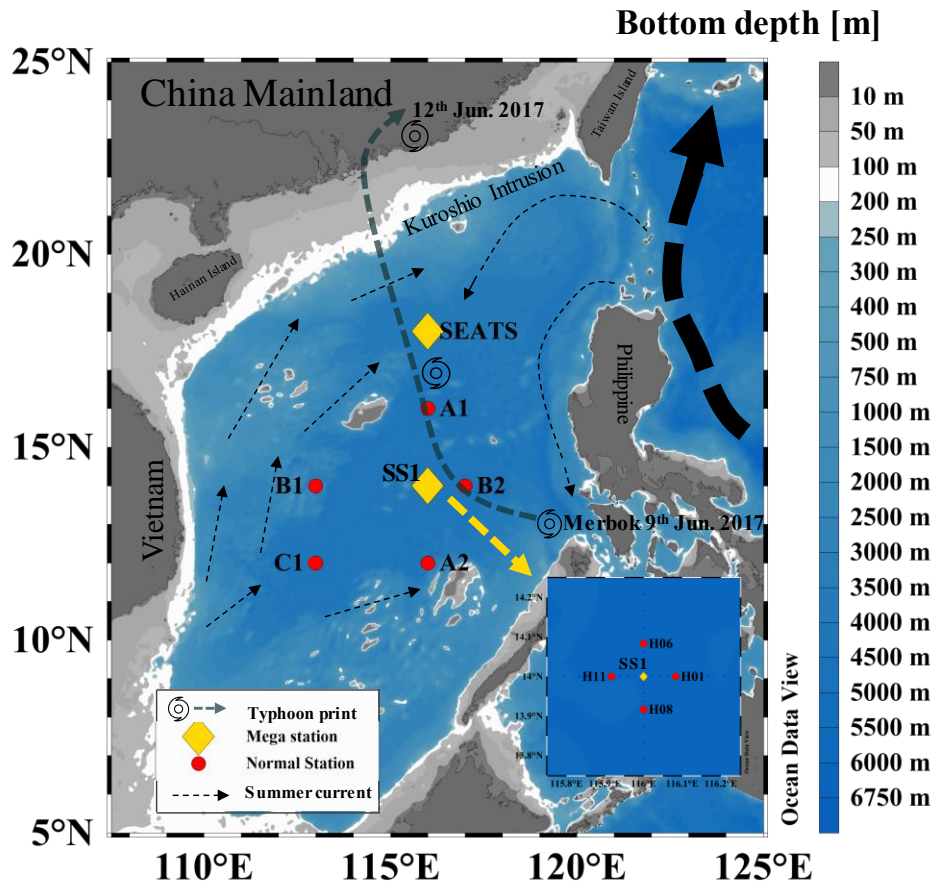 Bottom depth [m]
25°N
20°N
15°N
10°N
5°N
110°E
115°E
120°E
125°E
China Mainland
12th Jun. 2017
Taiwan Island
Kuroshio Intrusion
Hainan Island
SEATS
Philippine
A1
SS1
B1
B2
Vietnam
Merbok 9th Jun. 2017
C1
A2
14.2°N
14.1°N
14°N
13.9°N
13.8°N
H06
SS1
H11
H01
H08
115.8°E
115.9°E
116°E
116.1°E
116.2°E
Ocean Data View
Typhoon print
Mega station
Normal Station
Summer current
Ocean Data View
10 m
50 m
100 m
200 m
250 m
300 m
400 m
500 m
750 m
1000 m
1500 m
2000 m
2500 m
3000 m
3500 m
4000 m
4500 m
5000 m
5500 m
6000 m
6750 m